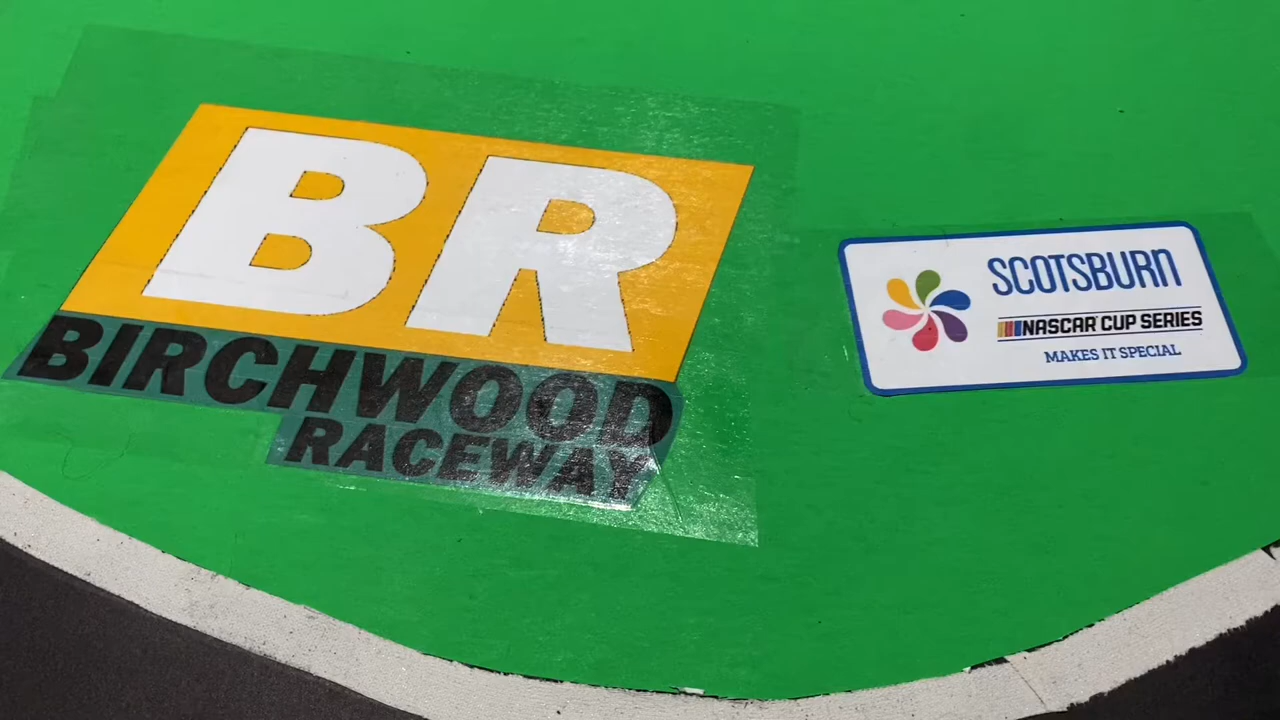 BR
BIRCHWOOD
RACEWAY
SCOTSBURN
NASCAR CUP SERIES
MAKES IT SPECIAL